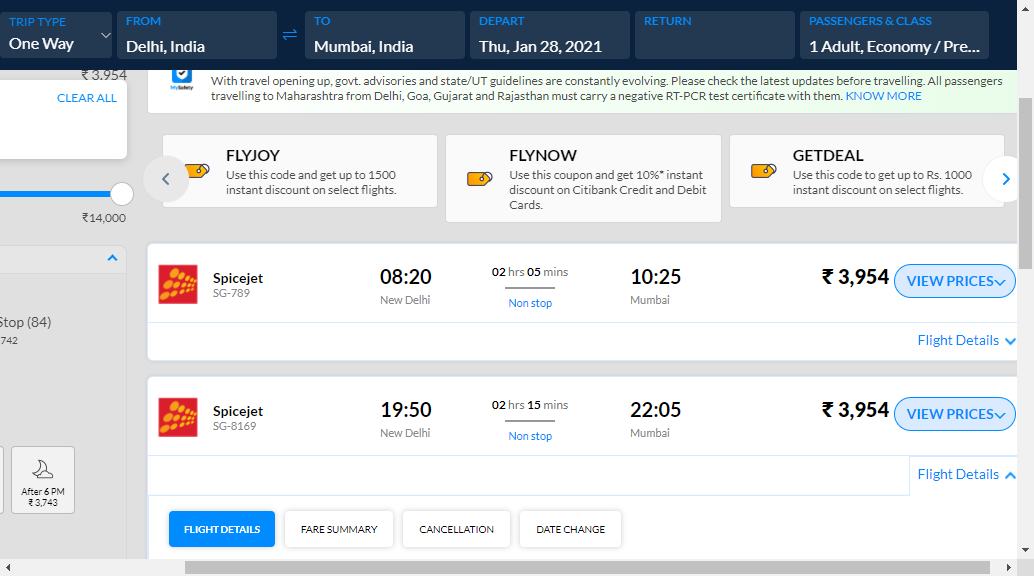 TRIP TYPE
One Way
FROM
Delhi, India
TO
Mumbai, India
DEPART
Thu, Jan 28, 2021
RETURN
PASSENGERS & CLASS
1 Adult, Economy / Pre...
₹ 3,954
CLEAR ALL
₹14,000
Stop (84)
742
After 6 PM
₹ 3,743
MySafety
With travel opening up, govt. advisories and state/UT guidelines are constantly evolving. Please check the latest updates before travelling. All passengers
travelling to Maharashtra from Delhi, Goa, Gujarat and Rajasthan must carry a negative RT-PCR test certificate with them. KNOW MORE
FLYJOY
Use this code and get up to 1500
instant discount on select flights.
FLYNOW
Use this coupon and get 10%* instant
discount on Citibank Credit and Debit
Cards.
GETDEAL
Use this code to get up to Rs. 1000
instant discount on select flights.
Spicejet
SG-789
08:20
New Delhi
02 hrs 05 mins
Non stop
10:25
Mumbai
₹ 3,954
VIEW PRICES
Flight Details
Spicejet
SG-8169
19:50
New Delhi
02 hrs 15 mins
Non stop
22:05
Mumbai
₹ 3,954
VIEW PRICES
Flight Details
FLIGHT DETAILS
FARE SUMMARY
CANCELLATION
DATE CHANGE